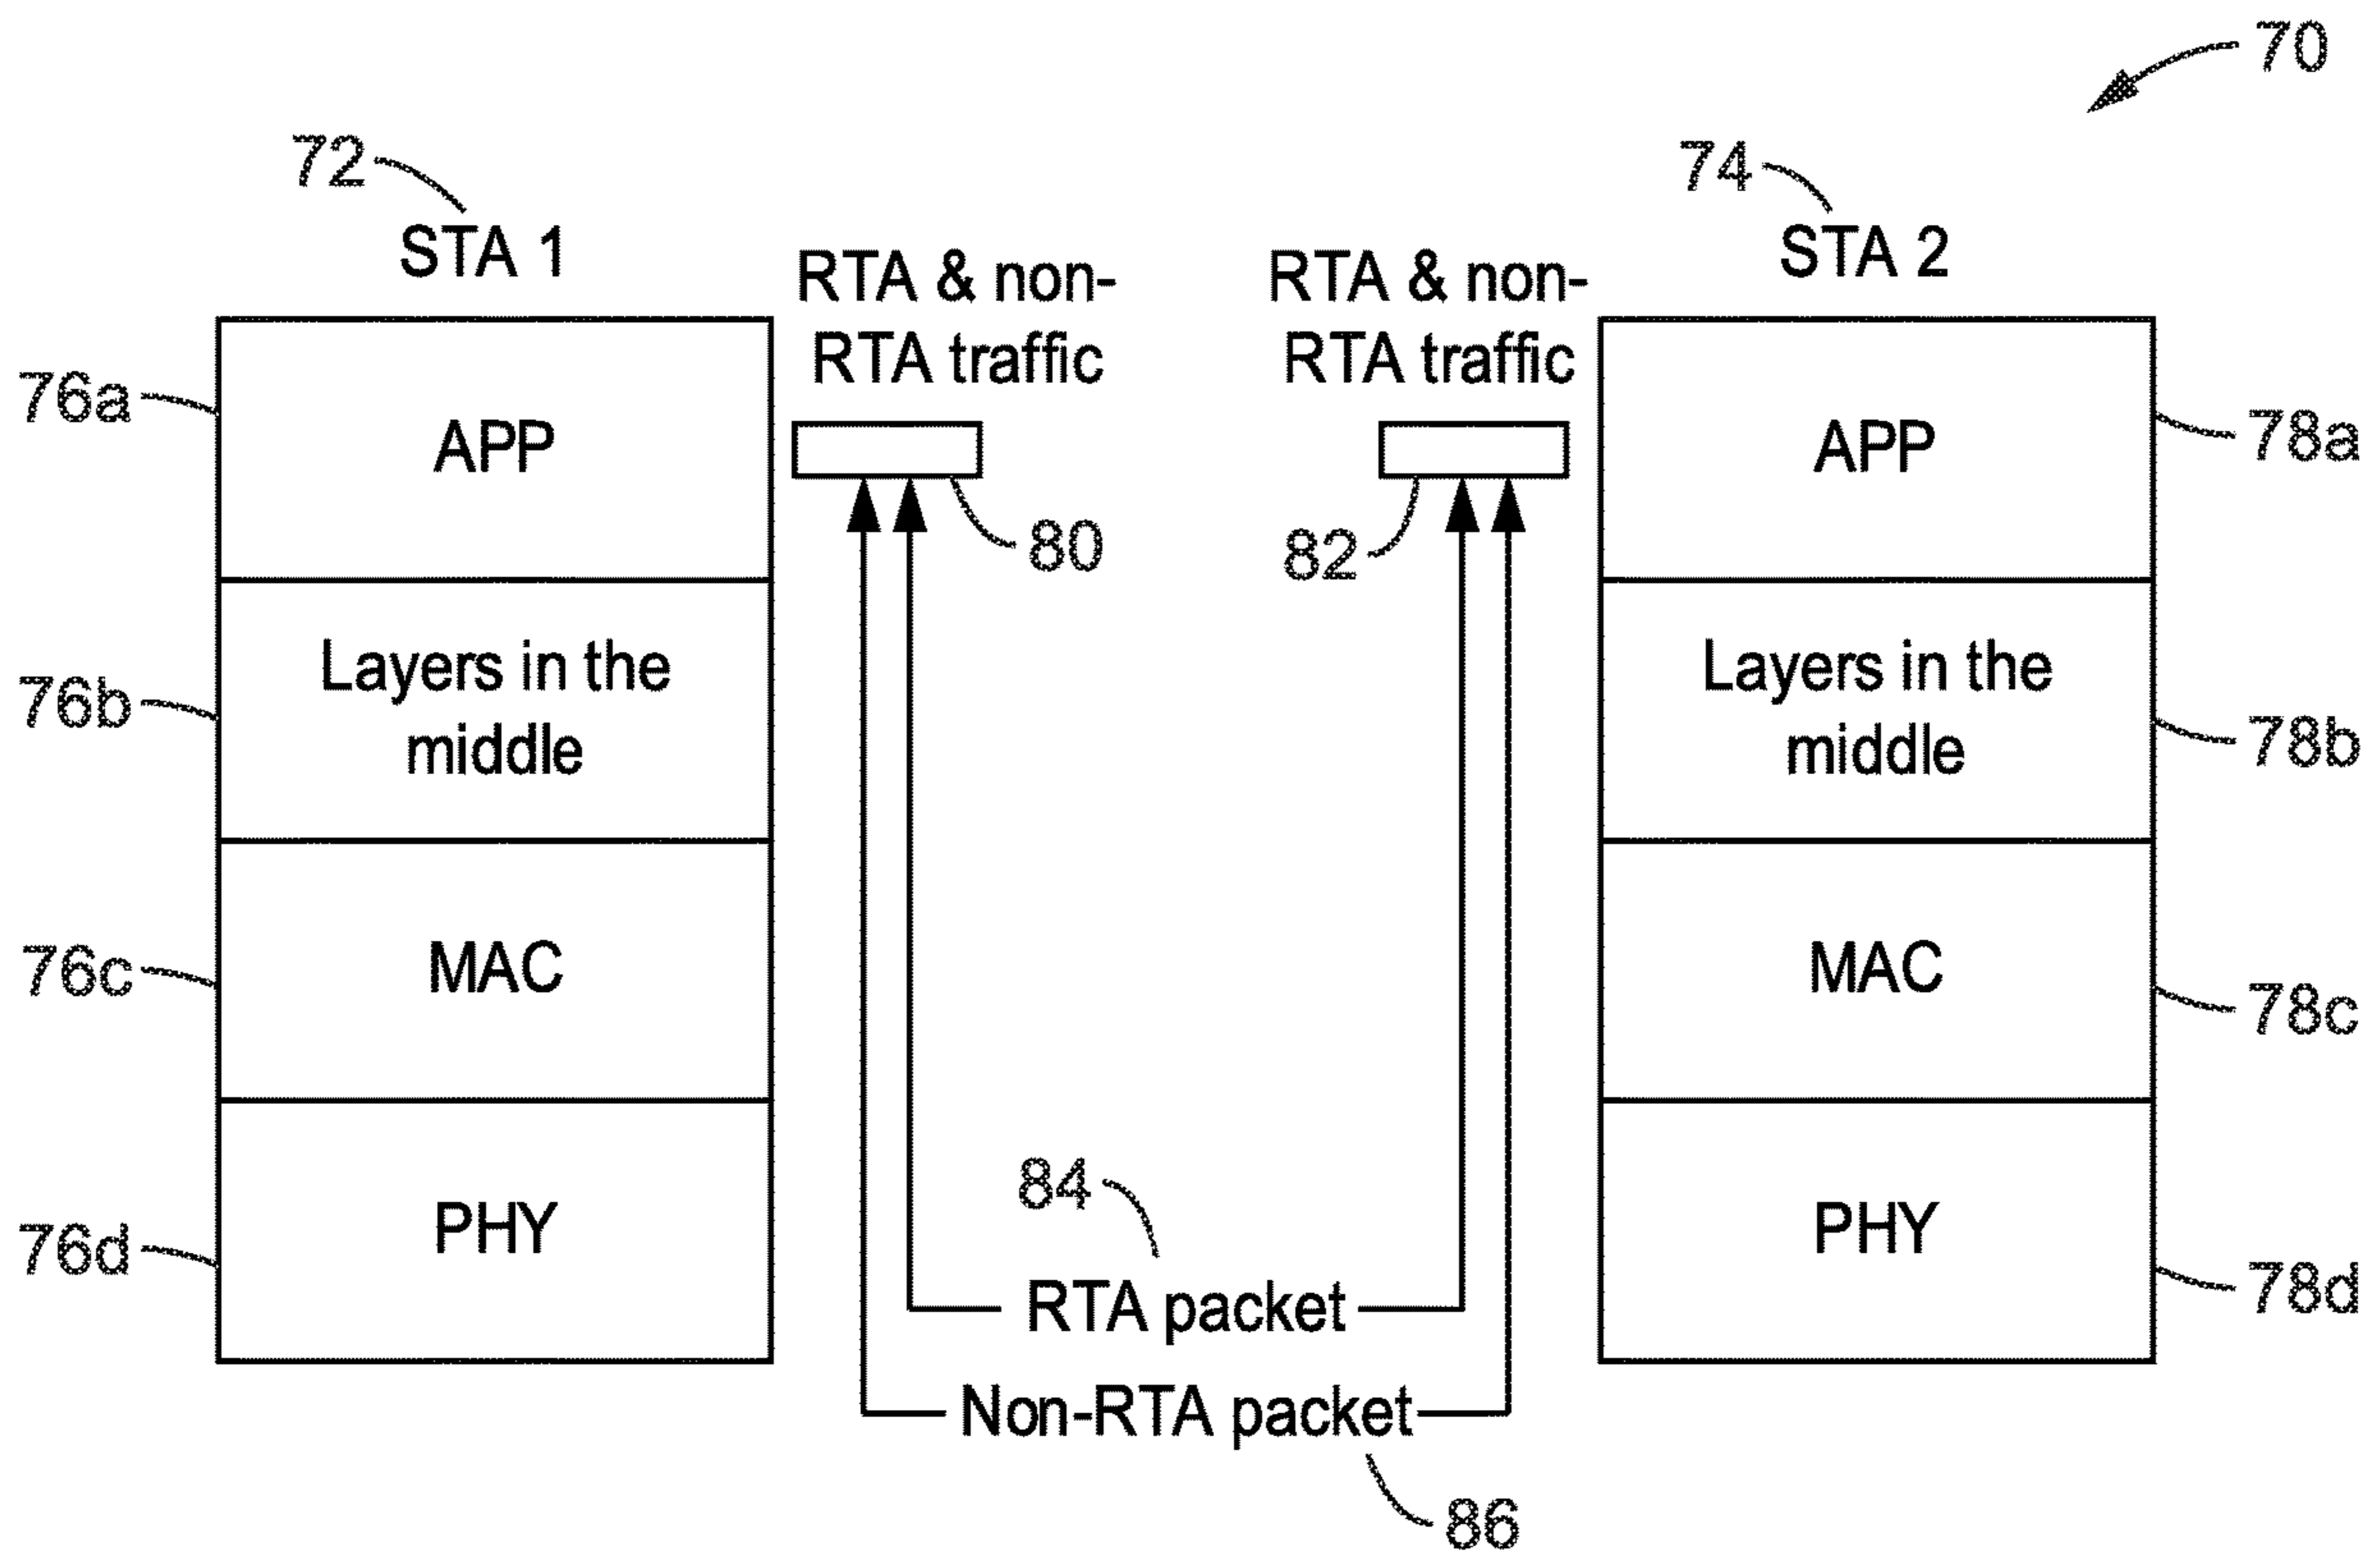 70
72
74
STA 1
STA 2
RTA & non-
RTA traffic
RTA & non-
RTA traffic
76a
APP
APP
78a
80
82
76b
Layers in the
middle
Layers in the
middle
78b
76c
MAC
MAC
78c
84
76d
PHY
PHY
78d
RTA packet
Non-RTA packet
86